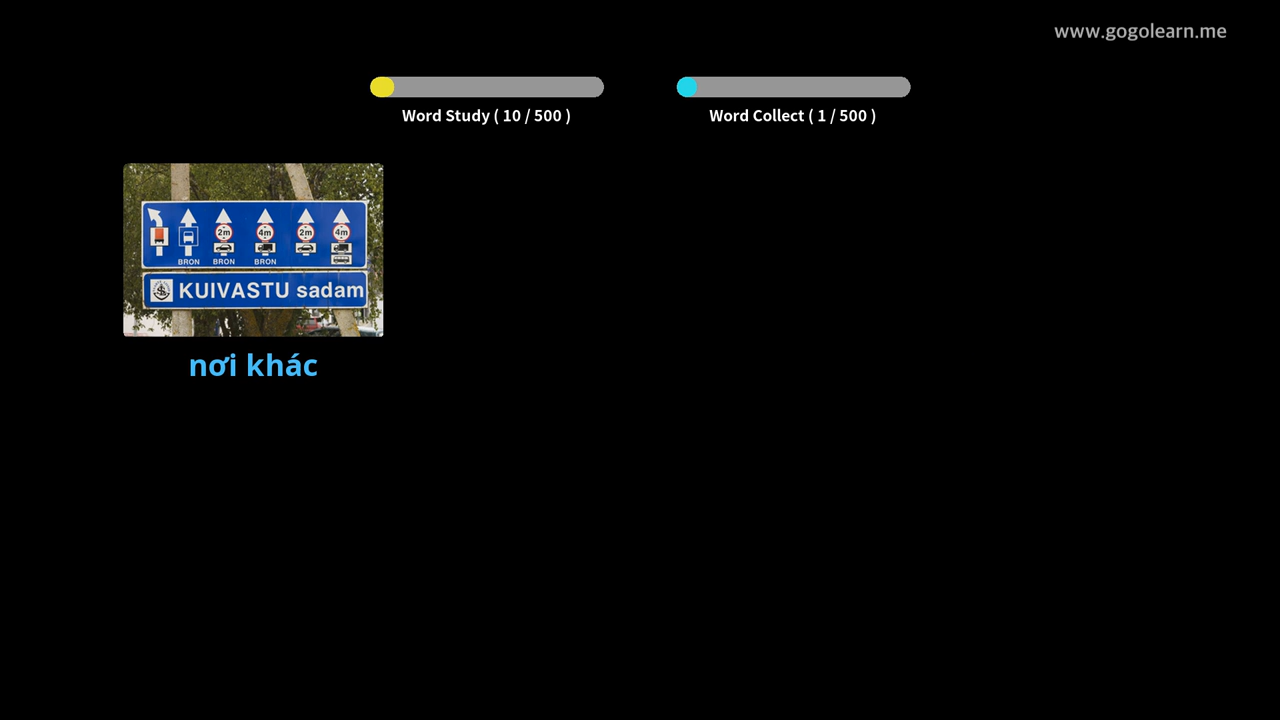 www.gogolearn.me
Word Study ( 10 / 500 )
Word Collect ( 1 / 500 )
2m 4m 2m 4m
BRON BRON BRON
KUIVASTU sadam
nơi khác